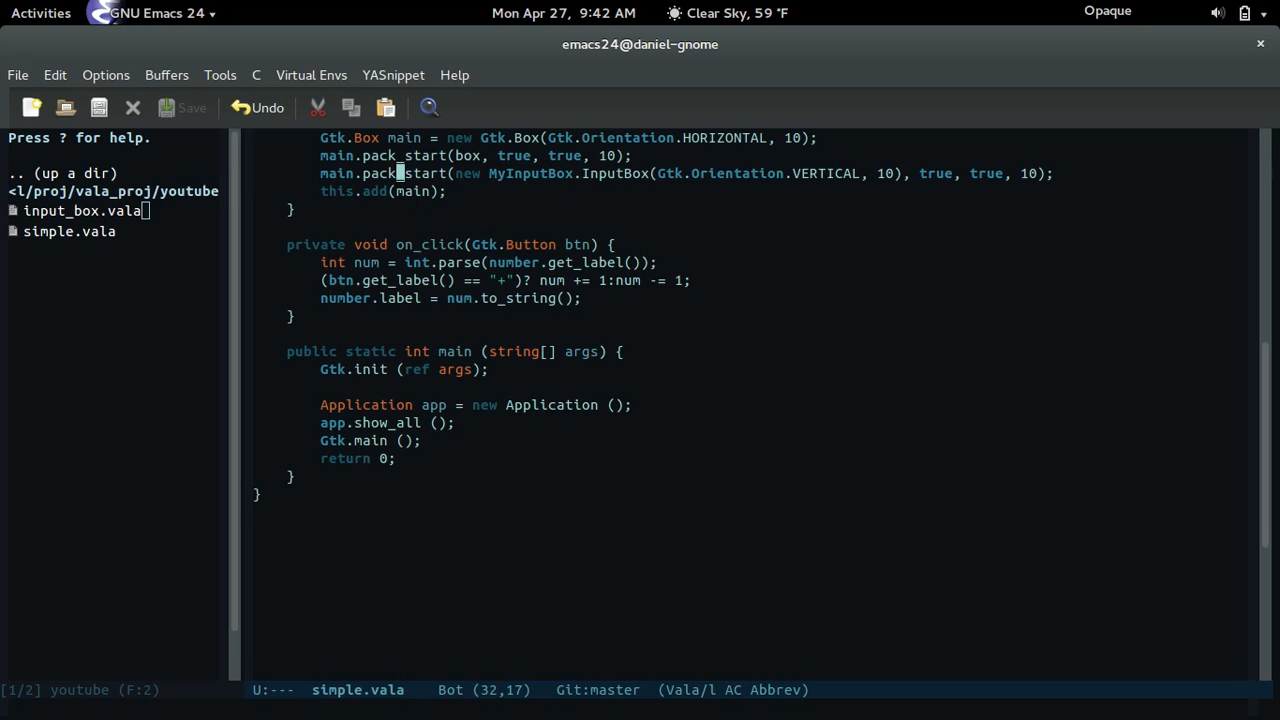 Activities GNU Emacs 24 Mon Apr 27, 9:42 AM Clear Sky, 59 °F Opaque
emacs24@daniel-gnome ×
File Edit Options Buffers Tools C Virtual Envs YASnippet Help
Save Undo
Press ? for help.
.. (up a dir)
<l/proj/vala_proj/youtube
input_box.vala
simple.vala
Gtk.Box main = new Gtk.Box(Gtk.Orientation.HORIZONTAL, 10);
main.pack_start(box, true, true, 10);
main.pack_start(new MyInputBox.InputBox(Gtk.Orientation.VERTICAL, 10), true, true, 10);
this.add(main);
}
private void on_click(Gtk.Button btn) {
int num = int.parse(number.get_label());
(btn.get_label() == "+")? num += 1:num -= 1;
number.label = num.to_string();
}
public static int main (string[] args) {
Gtk.init (ref args);
Application app = new Application ();
app.show_all ();
Gtk.main ();
return 0;
}
}
[1/2] youtube (F:2)
U:--- simple.vala Bot (32,17) Git:master (Vala/l AC Abbrev)